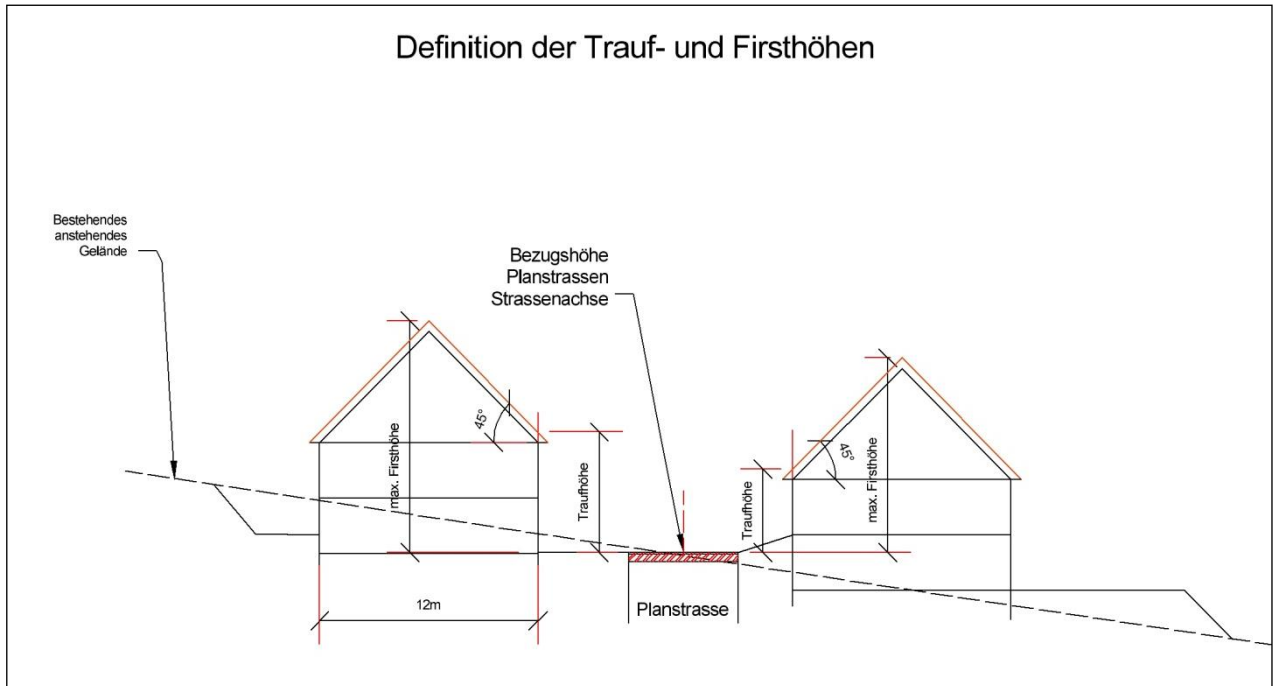 Definition der Trauf- und Firsthöhen
Bestehendes
anstehendes
Gelände
Bezugshöhe
Planstrassen
Strassenachse
max. Firsthöhe
45°
Traufhöhe
Traufhöhe
45°
max. Firsthöhe
12m
Planstrasse